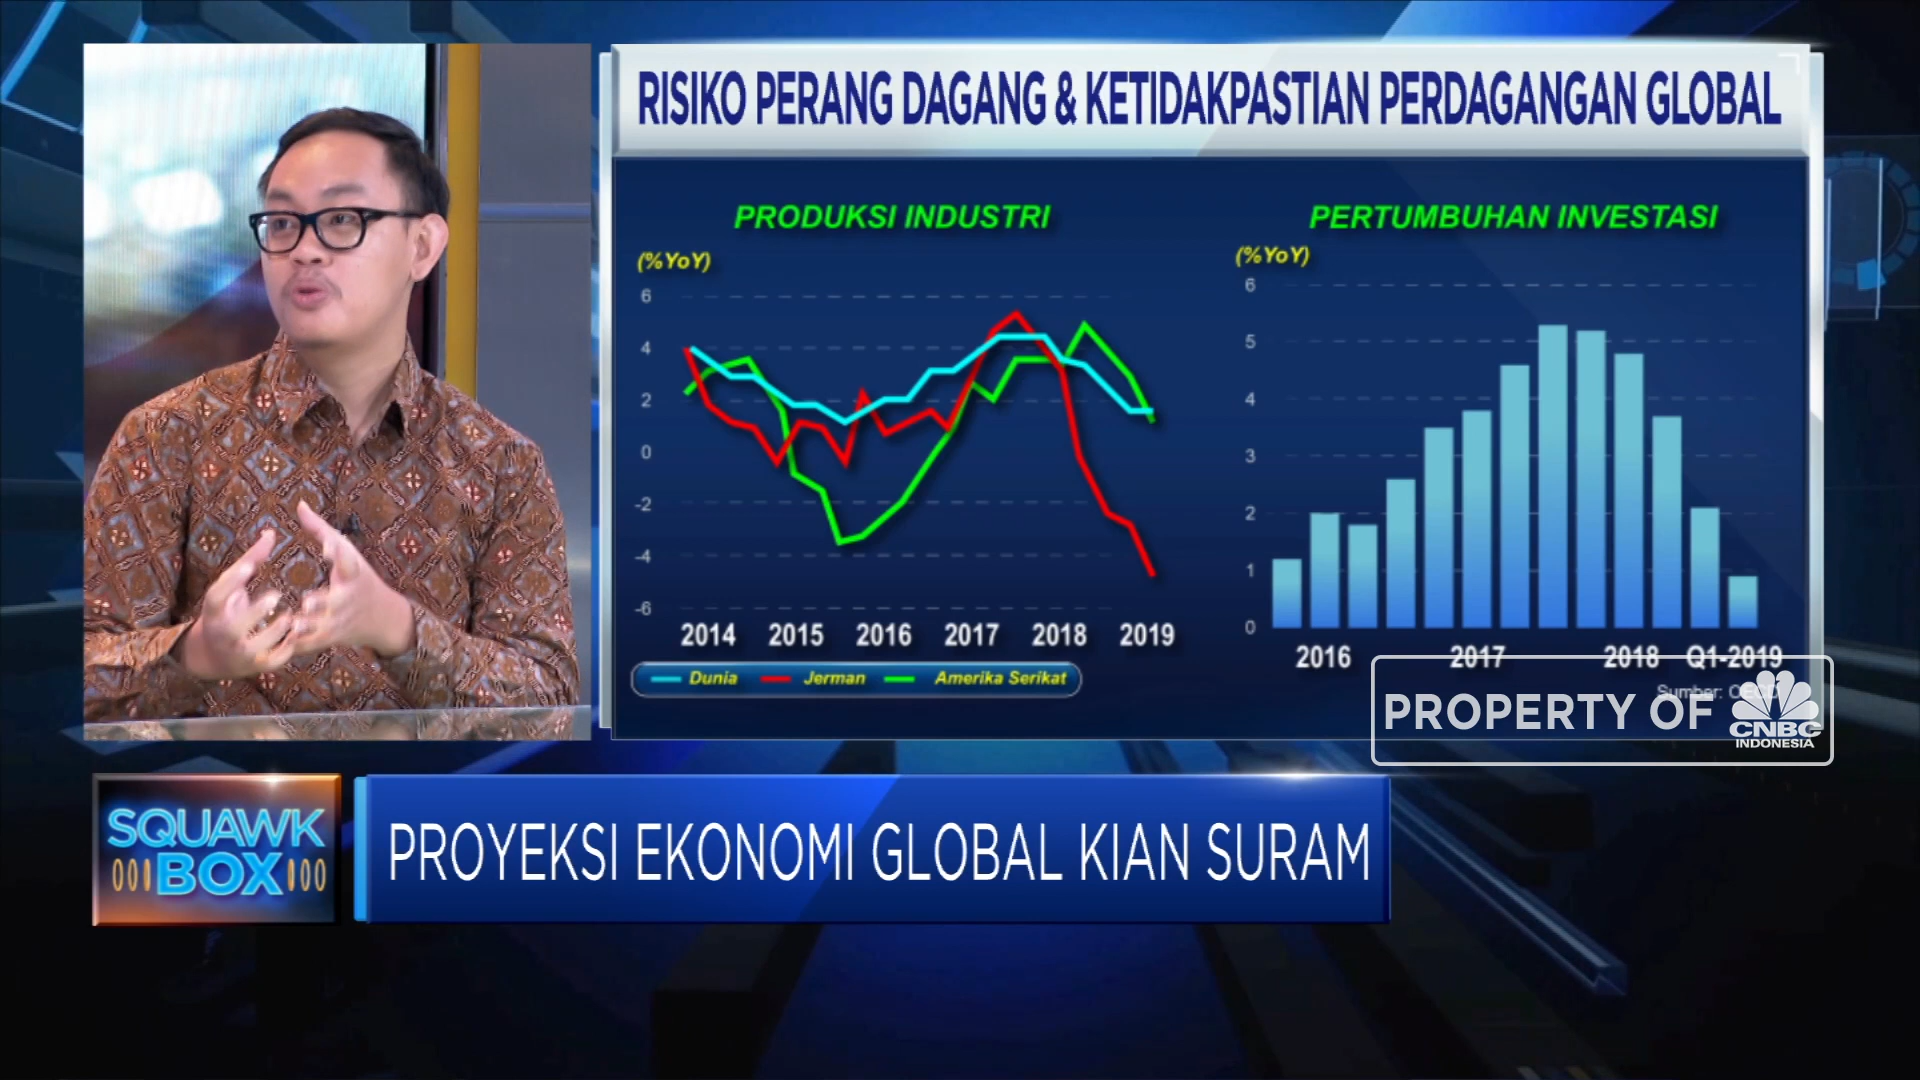 RISIKO PERANG DAGANG & KETIDAKPASTIAN PERDAGANGAN GLOBAL
PRODUKSI INDUSTRI
(%YoY)
6
4
2
0
-2
-4
-6
2014 2015 2016 2017 2018 2019
Dunia Jerman Amerika Serikat
PERTUMBUHAN INVESTASI
(%YoY)
6
5
4
3
2
1
0
2016 2017 2018 Q1-2019
Sumber: OECD
PROPERTY OF CNBC
INDONESIA
SQUAWK
BOX
PROYEKSI EKONOMI GLOBAL KIAN SURAM